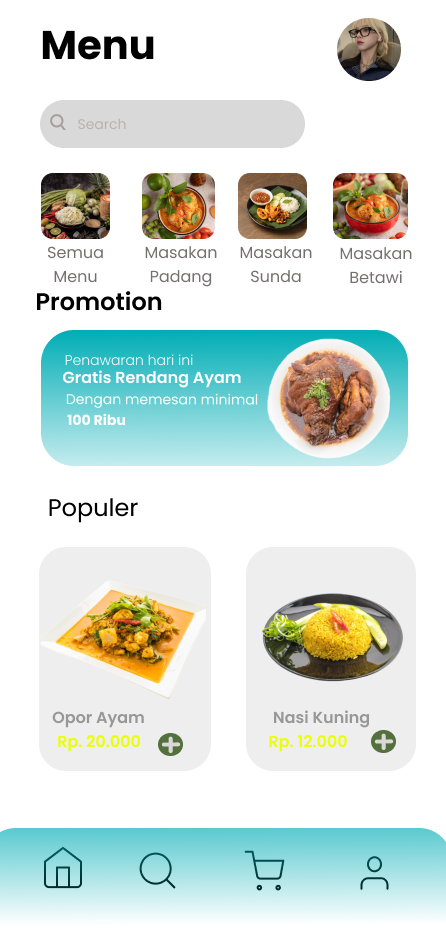 Menu
Search
Semua
Menu
Masakan
Padang
Masakan
Sunda
Masakan
Betawi
Promotion
Penawaran hari ini
Gratis Rendang Ayam
Dengan memesan minimal
100 Ribu
Populer
Opor Ayam
Rp. 20.000
Nasi Kuning
Rp. 12.000